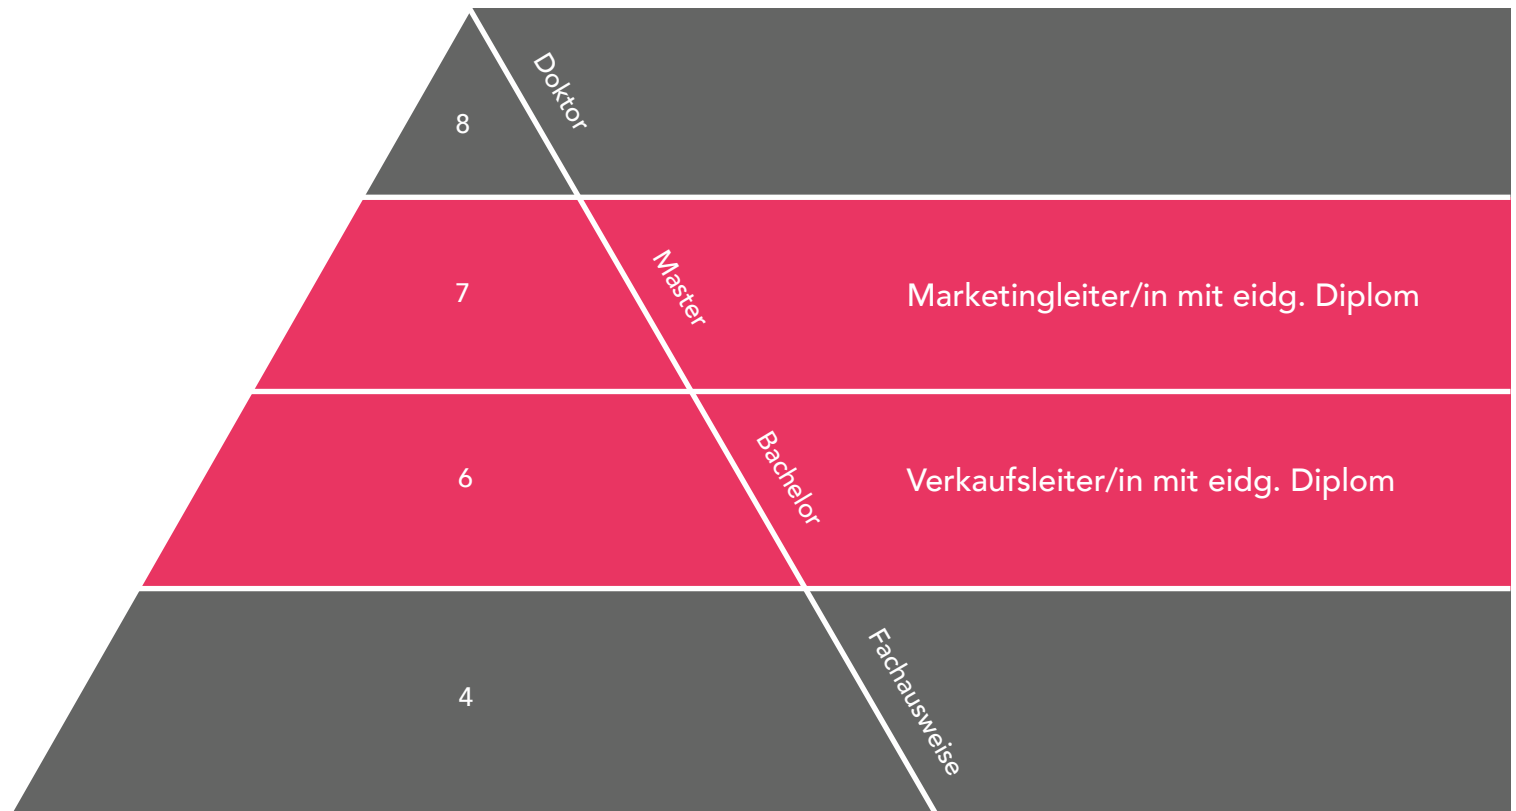 8
Doktor
7
Master
Marketingleiter/in mit eidg. Diplom
6
Bachelor
Verkaufsleiter/in mit eidg. Diplom
4
Fachausweise